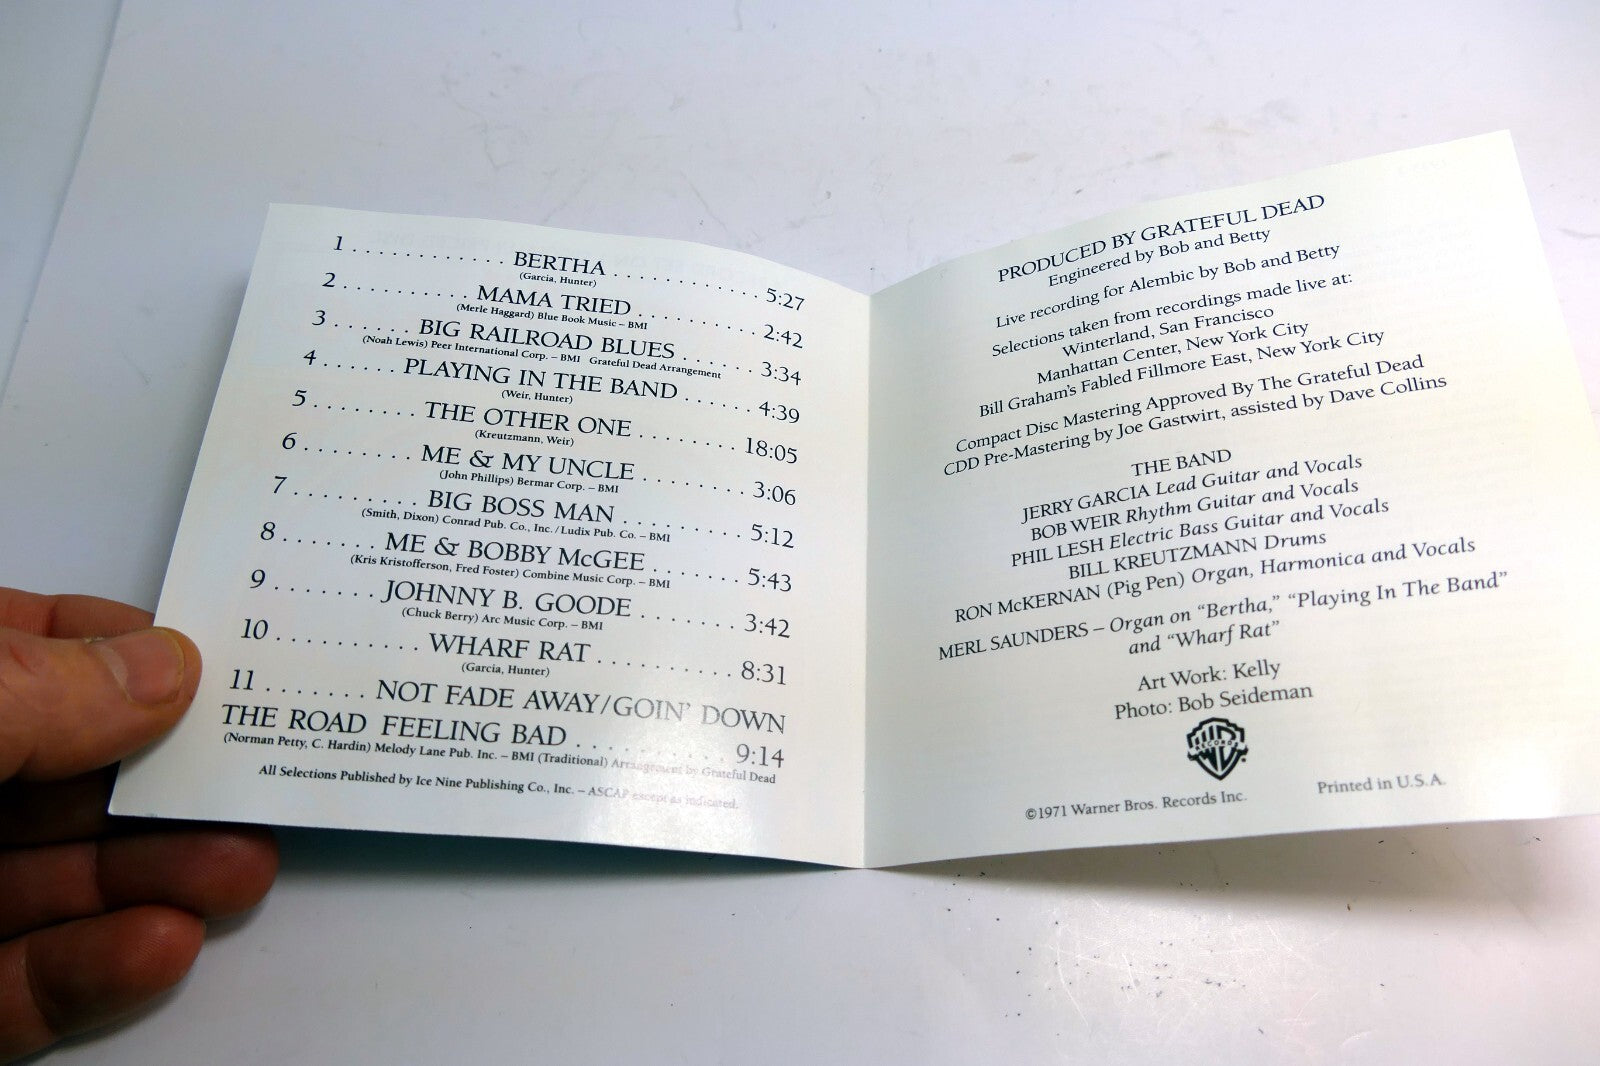 1 . . . . . . . . . . . . BERTHA . . . . . . . . . . . . 5:27
(Garcia, Hunter)
2 . . . . . . . . . . MAMA TRIED . . . . . . . . . . 2:42
(Merle Haggard) Blue Book Music – BMI
3 . . . . . . BIG RAILROAD BLUES . . . . . . 3:34
(Noah Lewis) Peer International Corp. – BMI Grateful Dead Arrangement
4 . . . . . . PLAYING IN THE BAND . . . . . . 4:39
(Weir, Hunter)
5 . . . . . . . . THE OTHER ONE . . . . . . . . 18:05
(Kreutzmann, Weir)
6 . . . . . . . . ME & MY UNCLE . . . . . . . . 3:06
(John Phillips) Bermar Corp. – BMI
7 . . . . . . . . . BIG BOSS MAN . . . . . . . . . 5:12
(Smith, Dixon) Conrad Pub. Co., Inc./Ludix Pub. Co. – BMI
8 . . . . . . . ME & BOBBY McGEE . . . . . . . 5:43
(Kris Kristofferson, Fred Foster) Combine Music Corp. – BMI
9 . . . . . . . . JOHNNY B. GOODE . . . . . . . . 3:42
(Chuck Berry) Arc Music Corp. – BMI
10 . . . . . . . . . . WHARF RAT . . . . . . . . . . 8:31
(Garcia, Hunter)
11 . . . . . . . NOT FADE AWAY/GOIN' DOWN
THE ROAD FEELING BAD . . . . . . . . . . 9:14
(Norman Petty, C. Hardin) Melody Lane Pub. Inc. – BMI (Traditional) Arrangement by Grateful Dead
All Selections Published by Ice Nine Publishing Co., Inc. – ASCAP except as indicated.
PRODUCED BY GRATEFUL DEAD
Engineered by Bob and Betty
Live recording for Alembic by Bob and Betty
Selections taken from recordings made live at:
Winterland, San Francisco
Manhattan Center, New York City
Bill Graham's Fabled Fillmore East, New York City
Compact Disc Mastering Approved By The Grateful Dead
CDD Pre-Mastering by Joe Gastwirt, assisted by Dave Collins
THE BAND
JERRY GARCIA Lead Guitar and Vocals
BOB WEIR Rhythm Guitar and Vocals
PHIL LESH Electric Bass Guitar and Vocals
BILL KREUTZMANN Drums
RON McKERNAN (Pig Pen) Organ, Harmonica and Vocals
MERL SAUNDERS – Organ on "Bertha," "Playing In The Band"
and "Wharf Rat"
Art Work: Kelly
Photo: Bob Seideman
RECORDS
©1971 Warner Bros. Records Inc.
Printed in U.S.A.